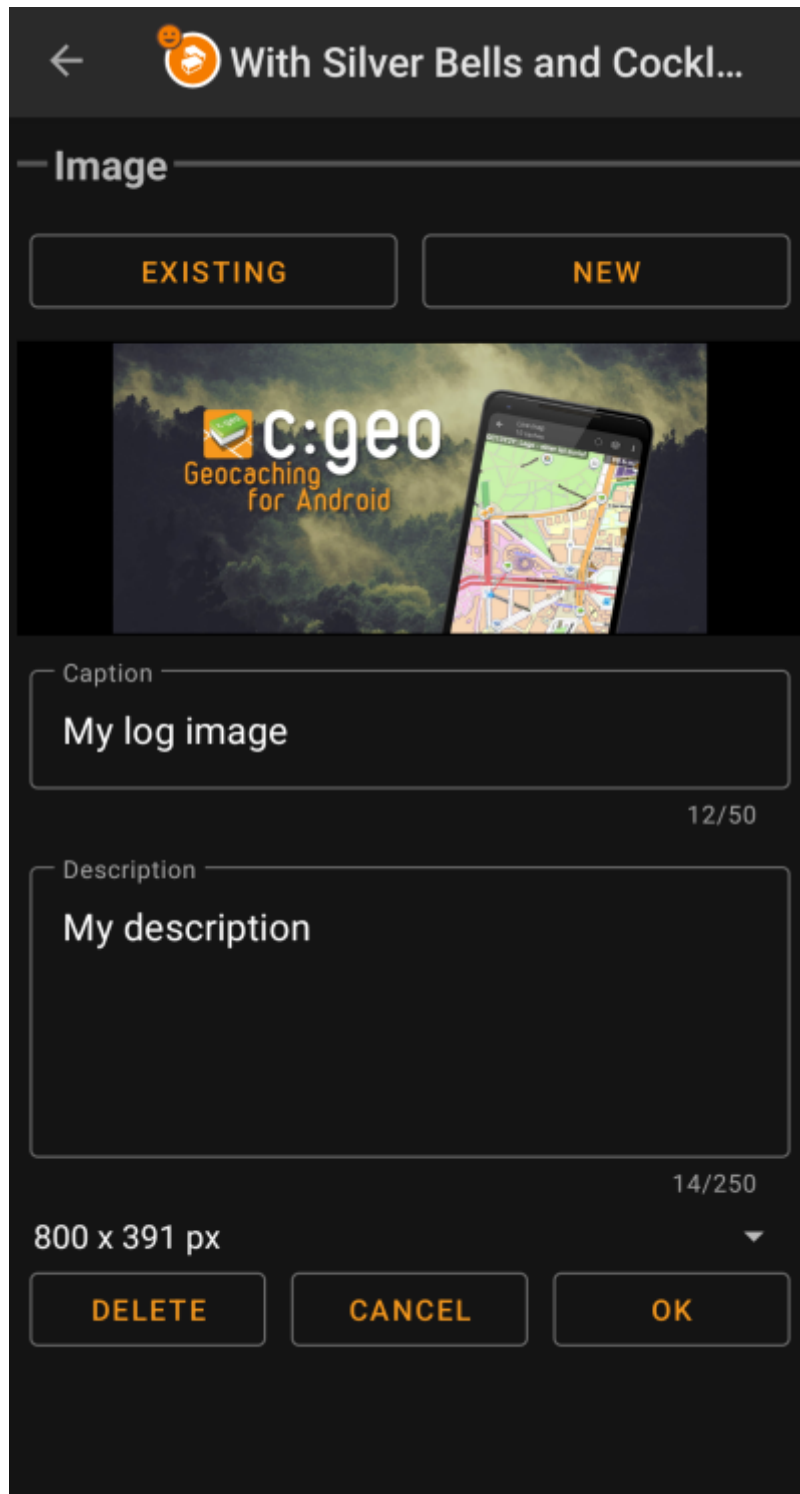 With Silver Bells and Cockl...
Image
EXISTING
NEW
c:geo
Geocaching
for Android
Caption
My log image
12/50
Description
My description
14/250
800 x 391 px
DELETE
CANCEL
OK